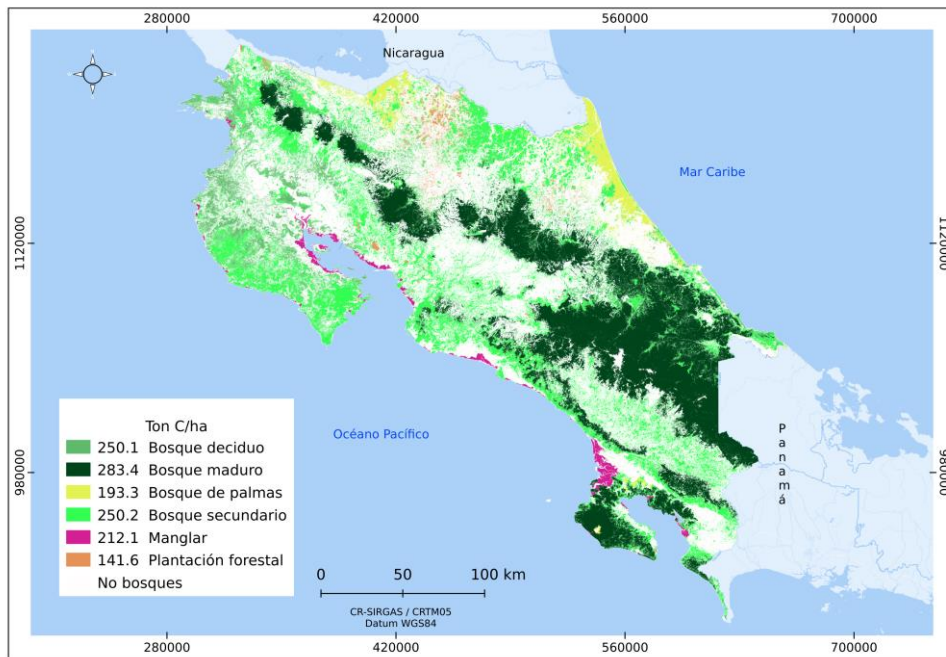 280000 420000 560000 700000
Nicaragua
Mar Caribe
1120000 1120000
Océano Pacífico
Panamá
980000 980000
Ton C/ha
250.1 Bosque deciduo
283.4 Bosque maduro
193.3 Bosque de palmas
250.2 Bosque secundario
212.1 Manglar
141.6 Plantación forestal
No bosques
0 50 100 km
CR-SIRGAS / CRTM05
Datum WGS84
280000 420000 560000 700000